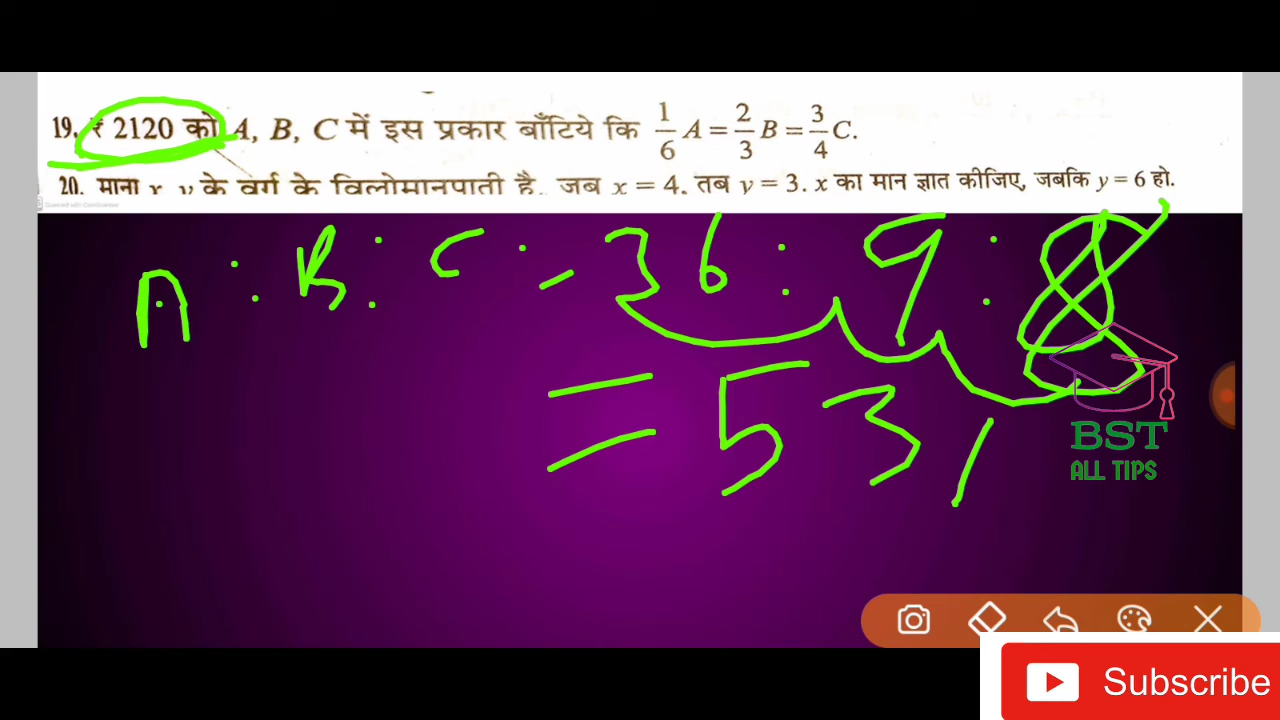 19. ₹ 2120 को A, B, C में इस प्रकार बाँटिये कि 1/6 A = 2/3 B = 3/4 C.
20. माना x, y के वर्ग के विलोमानपाती है. जब x = 4. तब y = 3. x का मान ज्ञात कीजिए, जबकि y = 6 हो.
A : B : C = 36 : 9 : 8
= 53
BST
ALL TIPS
Subscribe